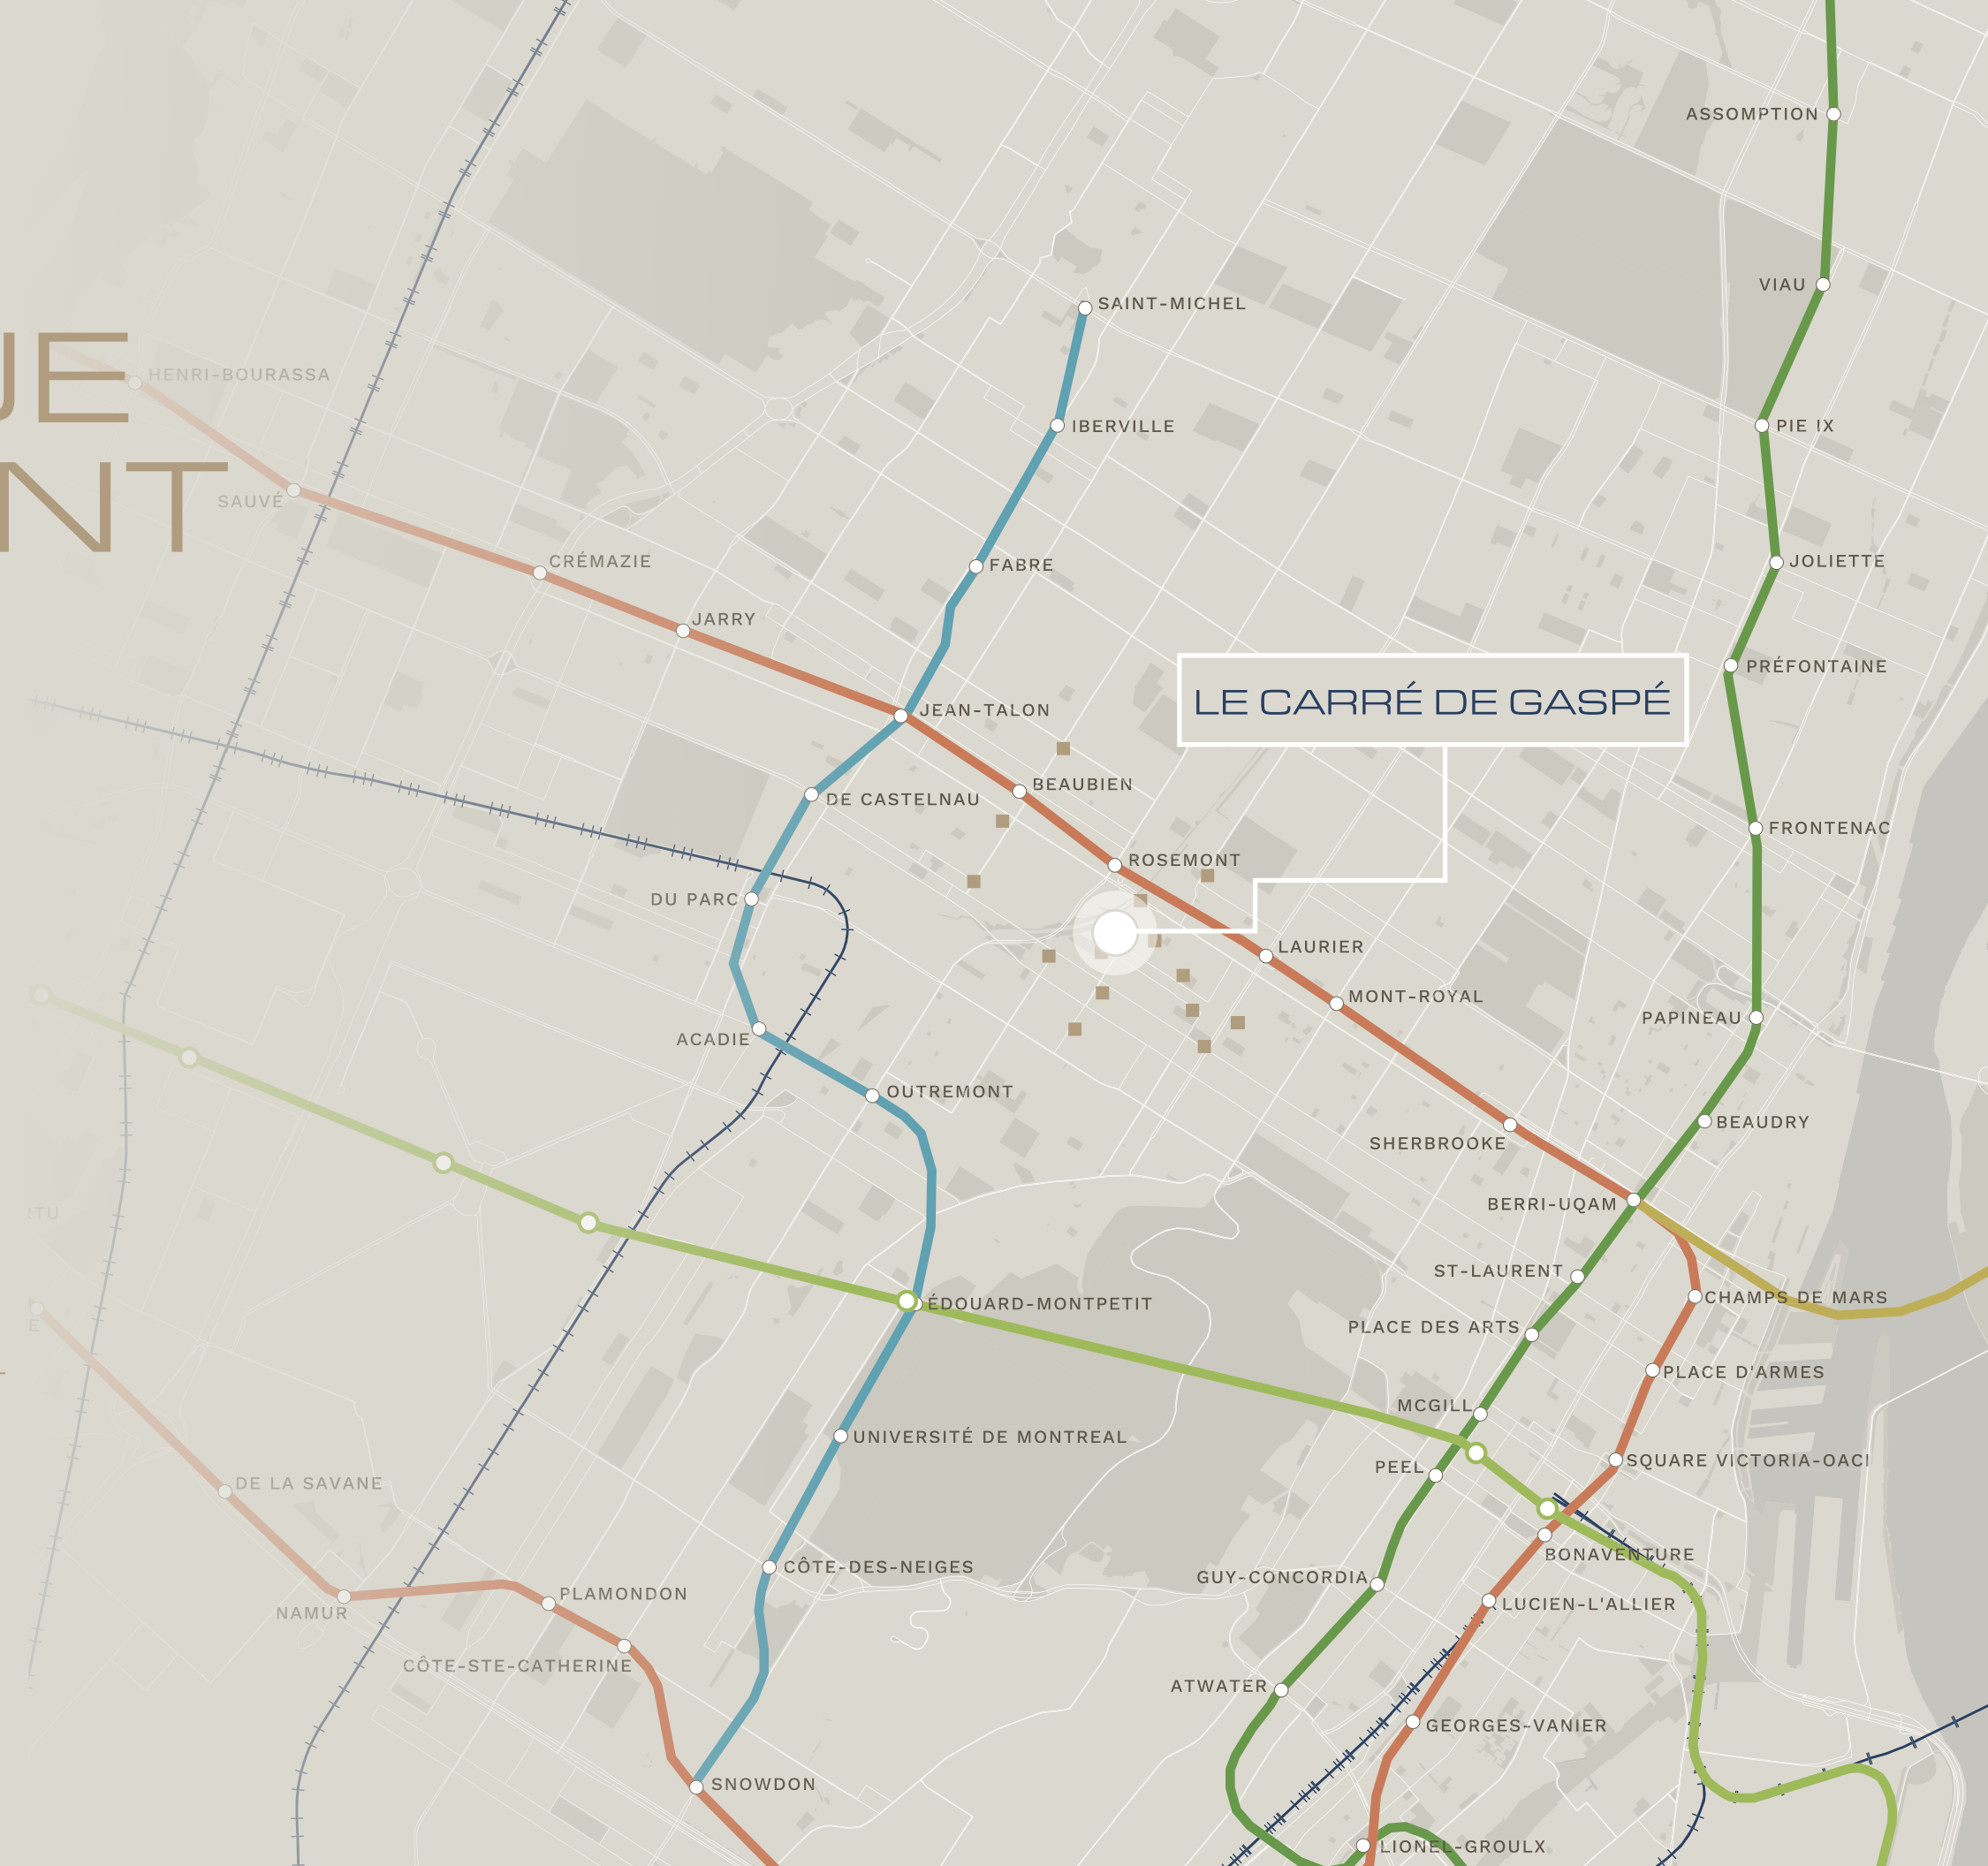 ASSOMPTION
VIAU
SAINT-MICHEL
UE
HENRI-BOURASSA
IBERVILLE
PIE IX
NT
SAUVÉ
CRÉMAZIE
FABRE
JOLIETTE
JARRY
PRÉFONTAINE
LE CARRÉ DE GASPÉ
JEAN-TALON
BEAUBIEN
DE CASTELNAU
FRONTENAC
ROSEMONT
DU PARC
LAURIER
MONT-ROYAL
PAPINEAU
ACADIE
OUTREMONT
BEAUDRY
SHERBROOKE
BERRI-UQAM
ITU
ST-LAURENT
CHAMPS DE MARS
ÉDOUARD-MONTPETIT
E
PLACE DES ARTS
PLACE D'ARMES
MCGILL
UNIVERSITÉ DE MONTREAL
SQUARE VICTORIA-OACI
PEEL
DE LA SAVANE
BONAVENTURE
CÔTE-DES-NEIGES
GUY-CONCORDIA
PLAMONDON
LUCIEN-L'ALLIER
NAMUR
CÔTE-STE-CATHERINE
ATWATER
GEORGES-VANIER
SNOWDON
LIONEL-GROULX